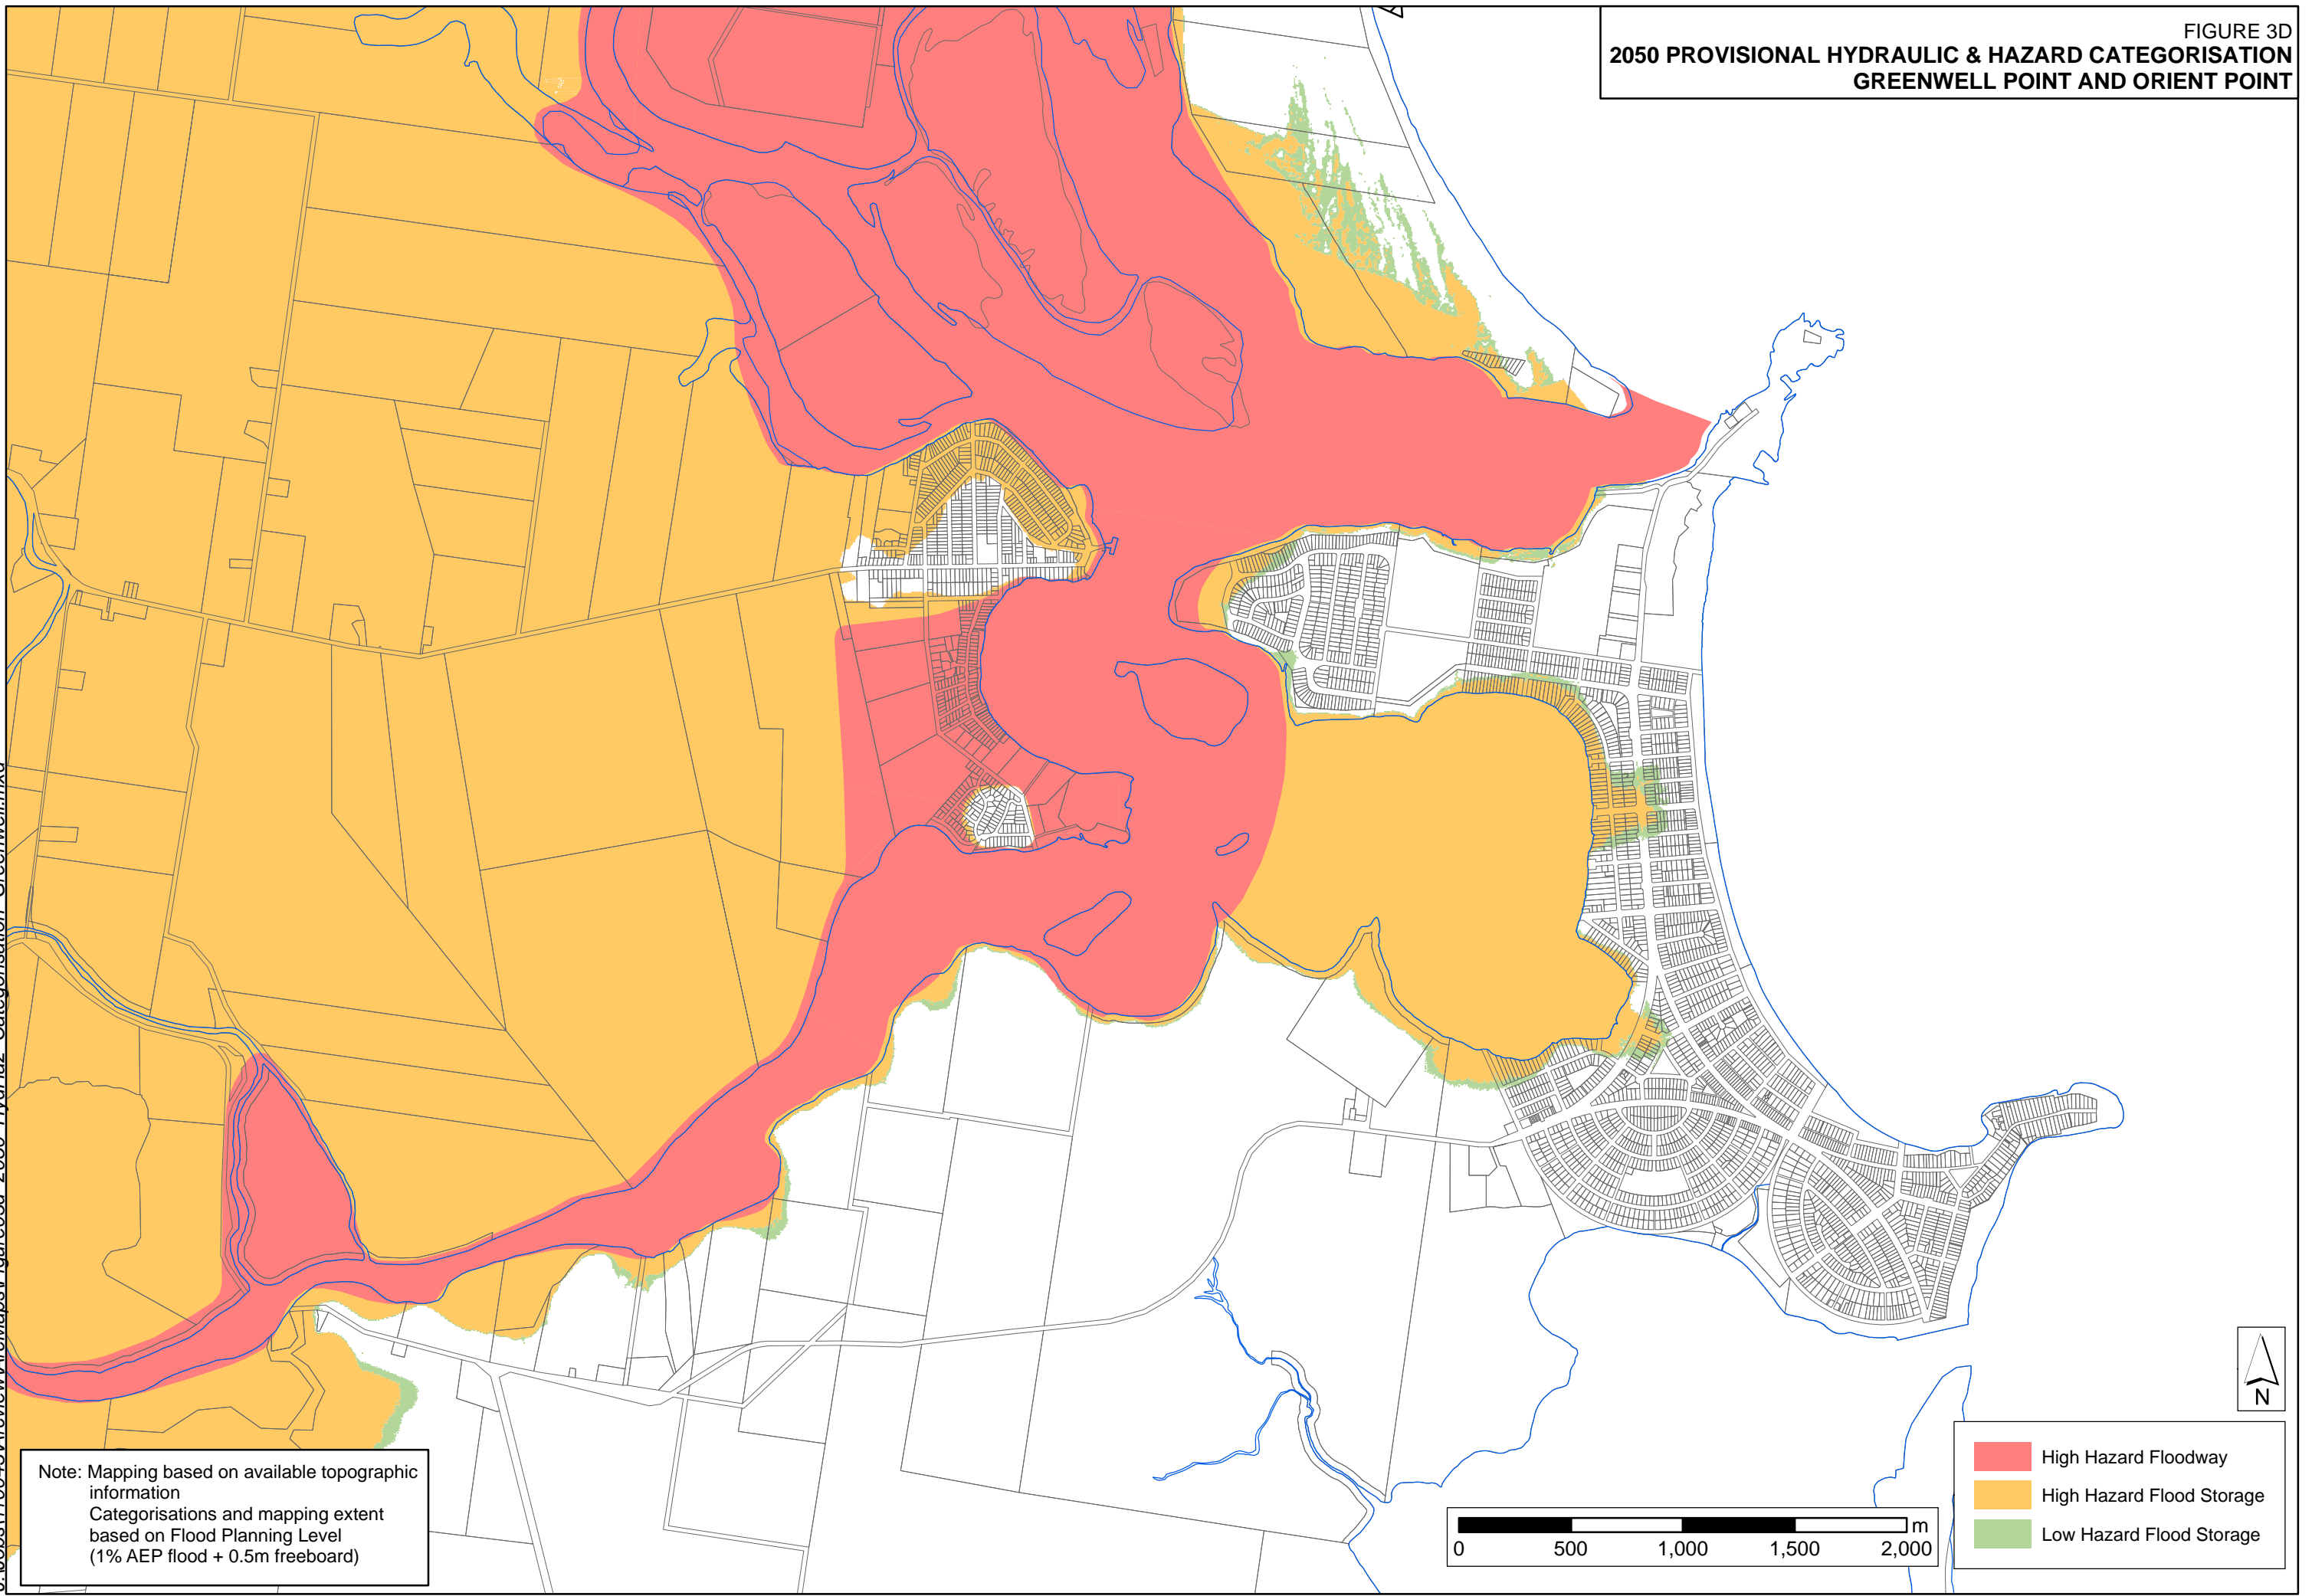 FIGURE 3D
2050 PROVISIONAL HYDRAULIC & HAZARD CATEGORISATION
GREENWELL POINT AND ORIENT POINT
N
Note: Mapping based on available topographic
information
Categorisations and mapping extent
based on Flood Planning Level
(1% AEP flood + 0.5m freeboard)
m
0 500 1,000 1,500 2,000
High Hazard Floodway
High Hazard Flood Storage
Low Hazard Flood Storage